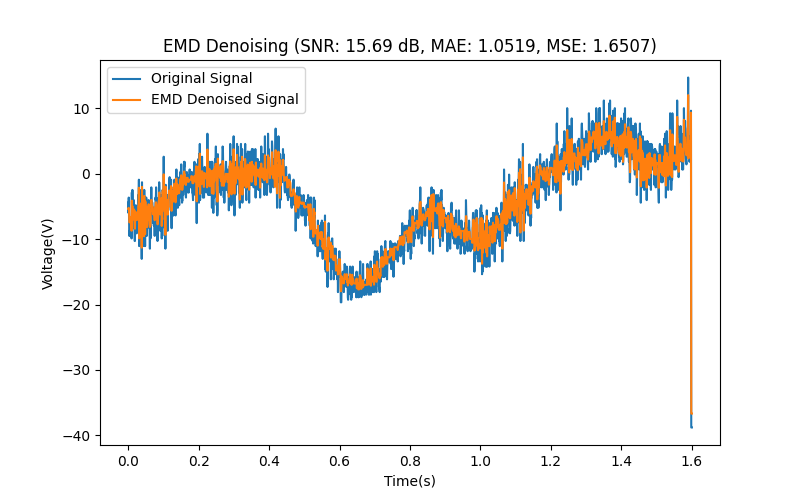 EMD Denoising (SNR: 15.69 dB, MAE: 1.0519, MSE: 1.6507)
Original Signal
EMD Denoised Signal
10
0
−10
−20
−30
−40
Voltage(V)
0.0 0.2 0.4 0.6 0.8 1.0 1.2 1.4 1.6
Time(s)